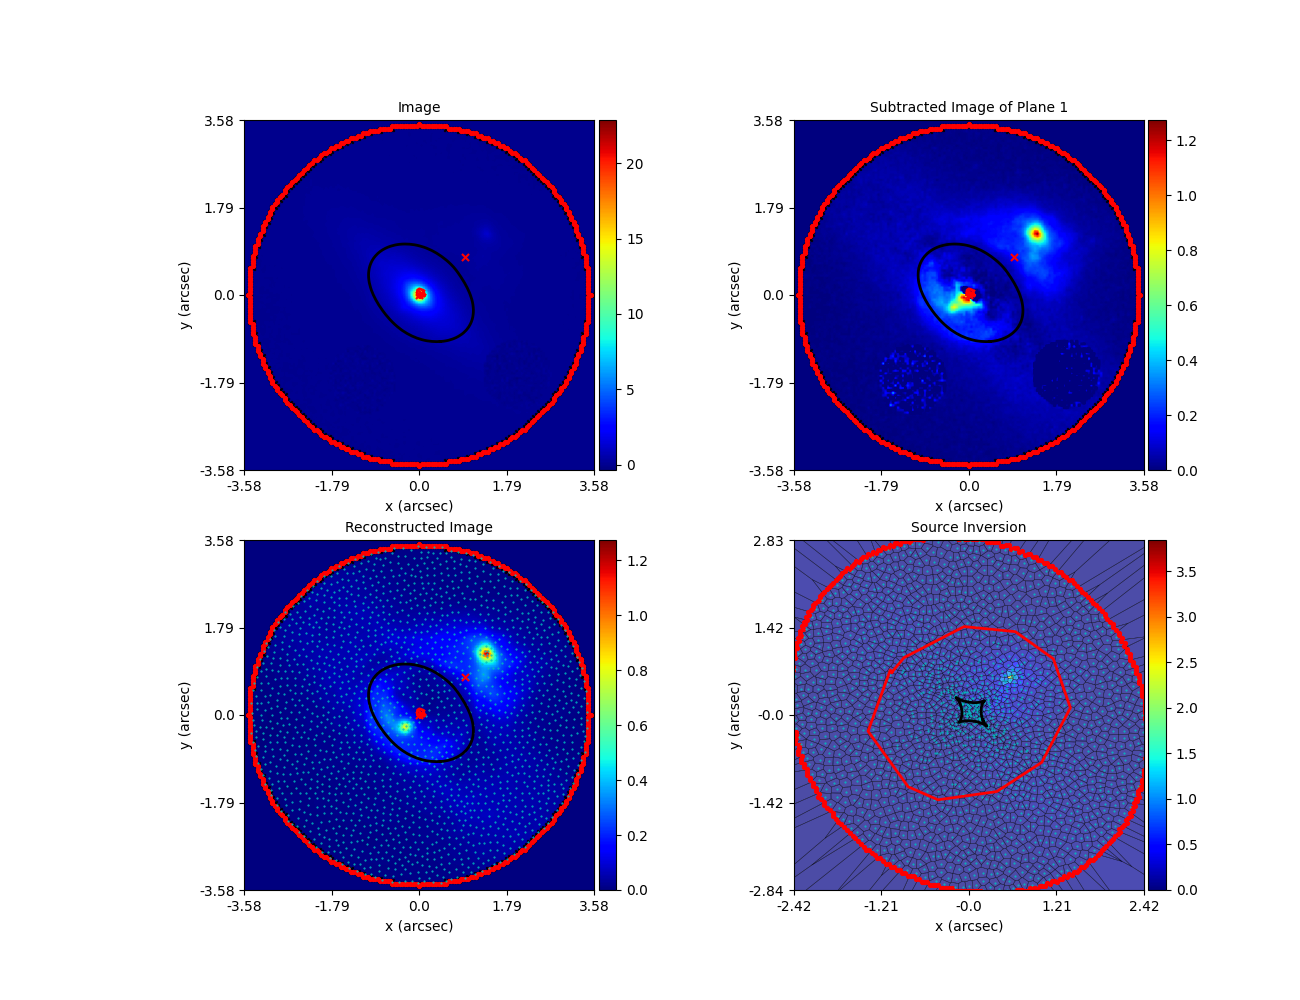 Image
3.58
1.79
0.0
-1.79
-3.58
y (arcsec)
-3.58 -1.79 0.0 1.79 3.58
x (arcsec)
20
15
10
5
0
Subtracted Image of Plane 1
3.58
1.79
0.0
-1.79
-3.58
y (arcsec)
-3.58 -1.79 0.0 1.79 3.58
x (arcsec)
1.2
1.0
0.8
0.6
0.4
0.2
0.0
Reconstructed Image
3.58
1.79
0.0
-1.79
-3.58
y (arcsec)
-3.58 -1.79 0.0 1.79 3.58
x (arcsec)
1.2
1.0
0.8
0.6
0.4
0.2
0.0
Source Inversion
2.83
1.42
-0.0
-1.42
-2.84
y (arcsec)
-2.42 -1.21 -0.0 1.21 2.42
x (arcsec)
3.5
3.0
2.5
2.0
1.5
1.0
0.5
0.0